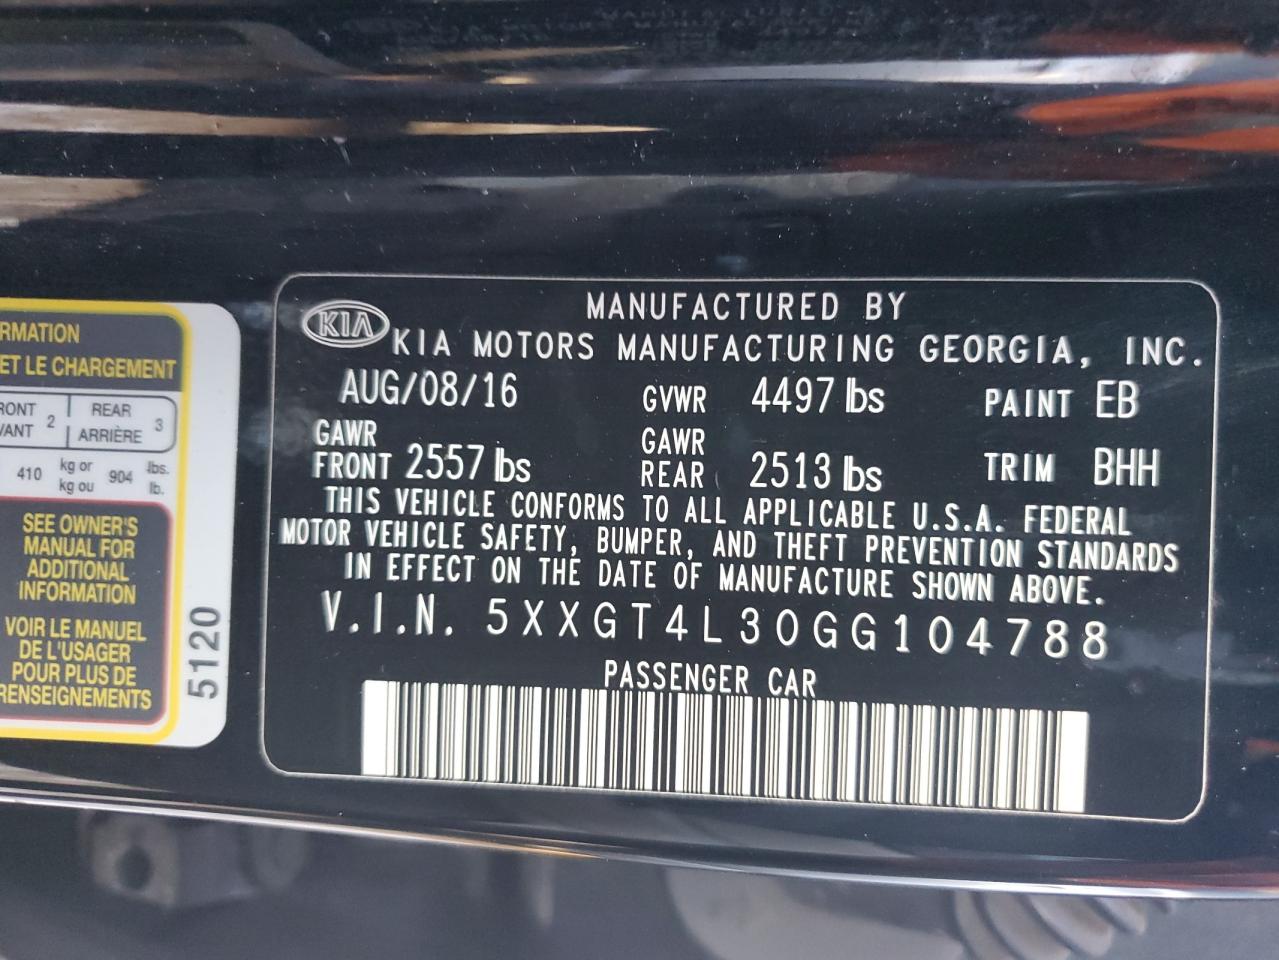 RMATION
ET LE CHARGEMENT
RONT
VANT 2
REAR
ARRIÈRE 3
410 kg or
kg ou 904 lbs.
lb.
SEE OWNER'S
MANUAL FOR
ADDITIONAL
INFORMATION
VOIR LE MANUEL
DE L'USAGER
POUR PLUS DE
RENSEIGNEMENTS
5120
MANUFACTURED BY
KIA KIA MOTORS MANUFACTURING GEORGIA, INC.
AUG/08/16 GVWR 4497 lbs PAINT EB
GAWR
FRONT 2557 lbs
GAWR
REAR 2513 lbs TRIM BHH
THIS VEHICLE CONFORMS TO ALL APPLICABLE U.S.A. FEDERAL
MOTOR VEHICLE SAFETY, BUMPER, AND THEFT PREVENTION STANDARDS
IN EFFECT ON THE DATE OF MANUFACTURE SHOWN ABOVE.
V.I.N. 5XXGT4L30GG104788
PASSENGER CAR